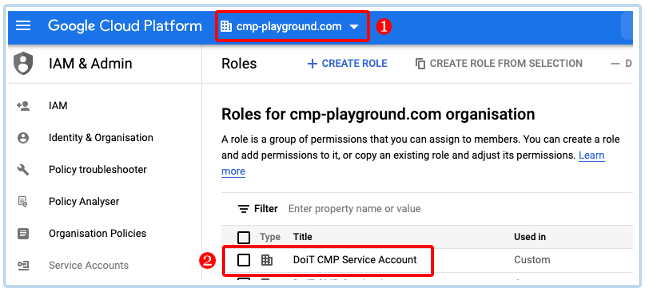 Google Cloud Platform
cmp-playground.com
1
IAM & Admin
Roles
+ CREATE ROLE
CREATE ROLE FROM SELECTION
— D
IAM
Identity & Organisation
Policy troubleshooter
Policy Analyser
Organisation Policies
Service Accounts
Roles for cmp-playground.com organisation
A role is a group of permissions that you can assign to members. You can create a role
and add permissions to it, or copy an existing role and adjust its permissions. Learn
more
Filter Enter property name or value
Type Title Used in
2
DoiT CMP Service Account Custom